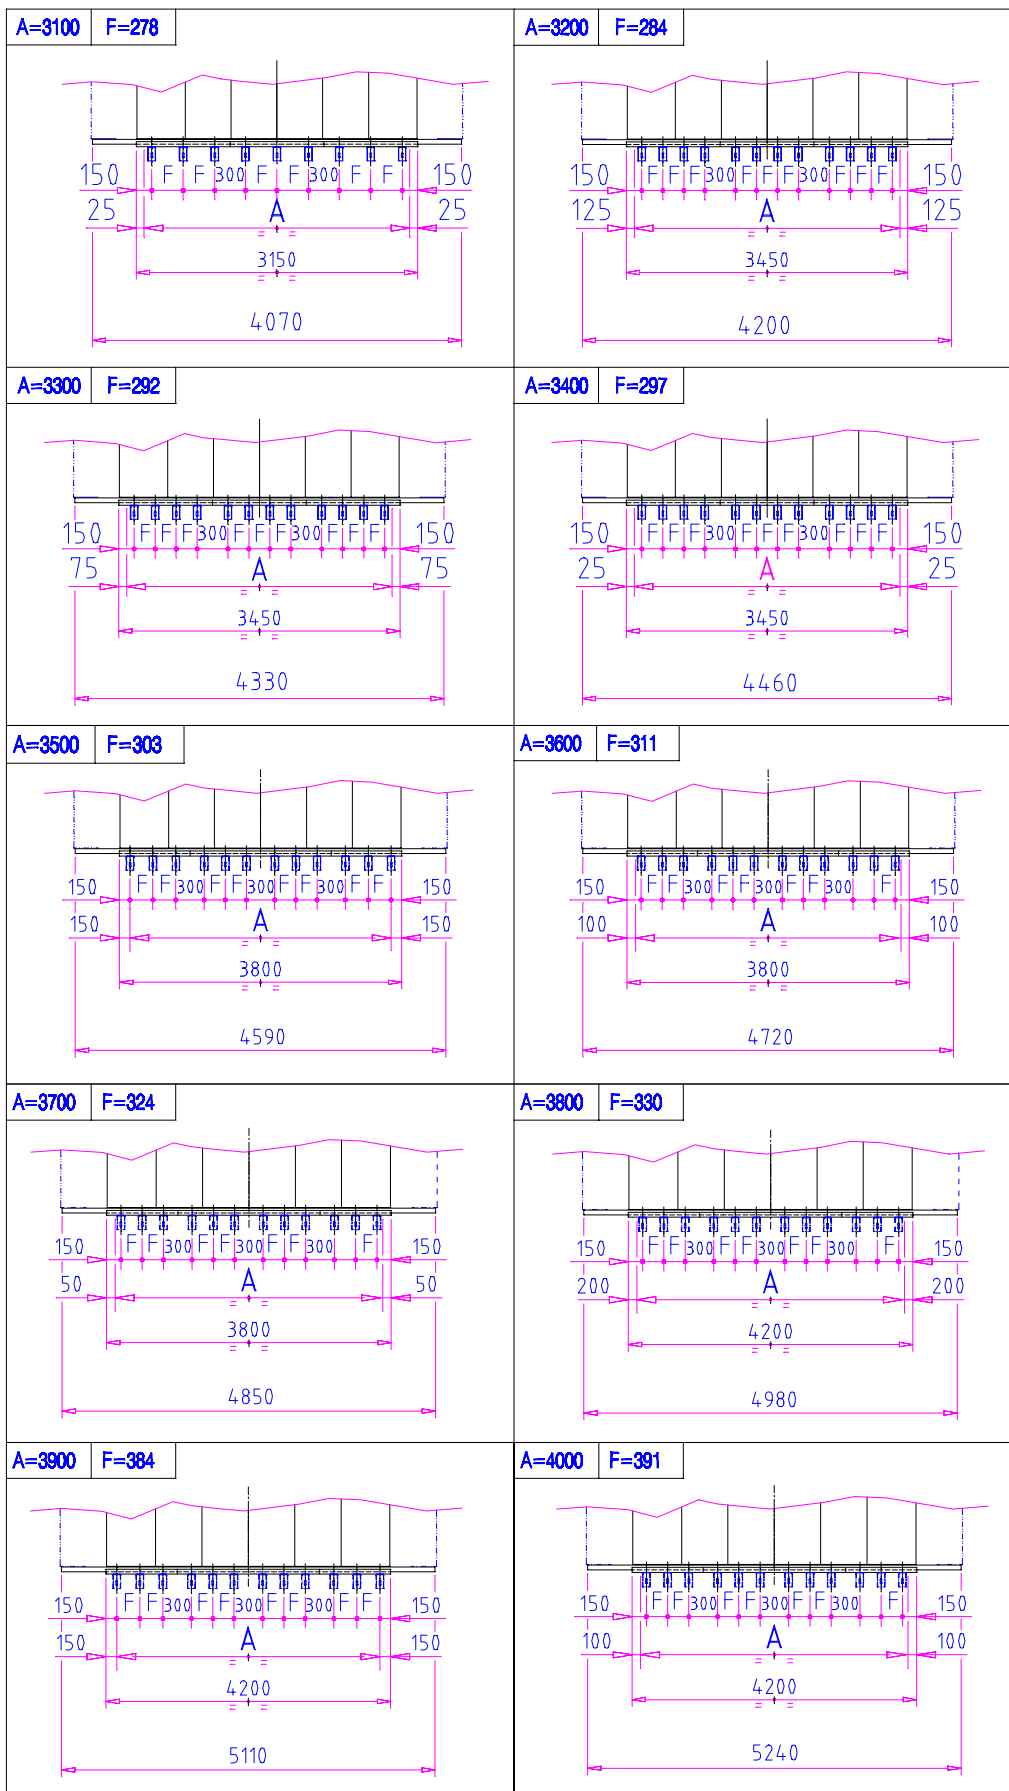 A=3100 F=278
F F 300 F F 300 F F
150 150
25 A 25
3150
4070
A=3200 F=284
F F 300 F F F 300 F F
150 150
125 A 125
3450
4200
A=3300 F=292
F F 300 F F F 300 F F
150 150
75 A 75
3450
4330
A=3400 F=297
F F 300 F F F 300 F F
150 150
25 A 25
3450
4460
A=3500 F=303
F F 300 F F 300 F F 300 F F
150 150
150 A 150
3800
4590
A=3600 F=311
F F 300 F F 300 F F 300 F F
150 150
100 A 100
3800
4720
A=3700 F=324
F F 300 F F 300 F F 300 F
150 150
50 A 50
3800
4850
A=3800 F=330
F F 300 F F 300 F F 300 F
150 150
200 A 200
4200
4980
A=3900 F=384
F F 300 F F 300 F F 300 F F
150 150
150 A 150
4200
5110
A=4000 F=391
F F 300 F F 300 F F 300 F
150 150
100 A 100
4200
5240